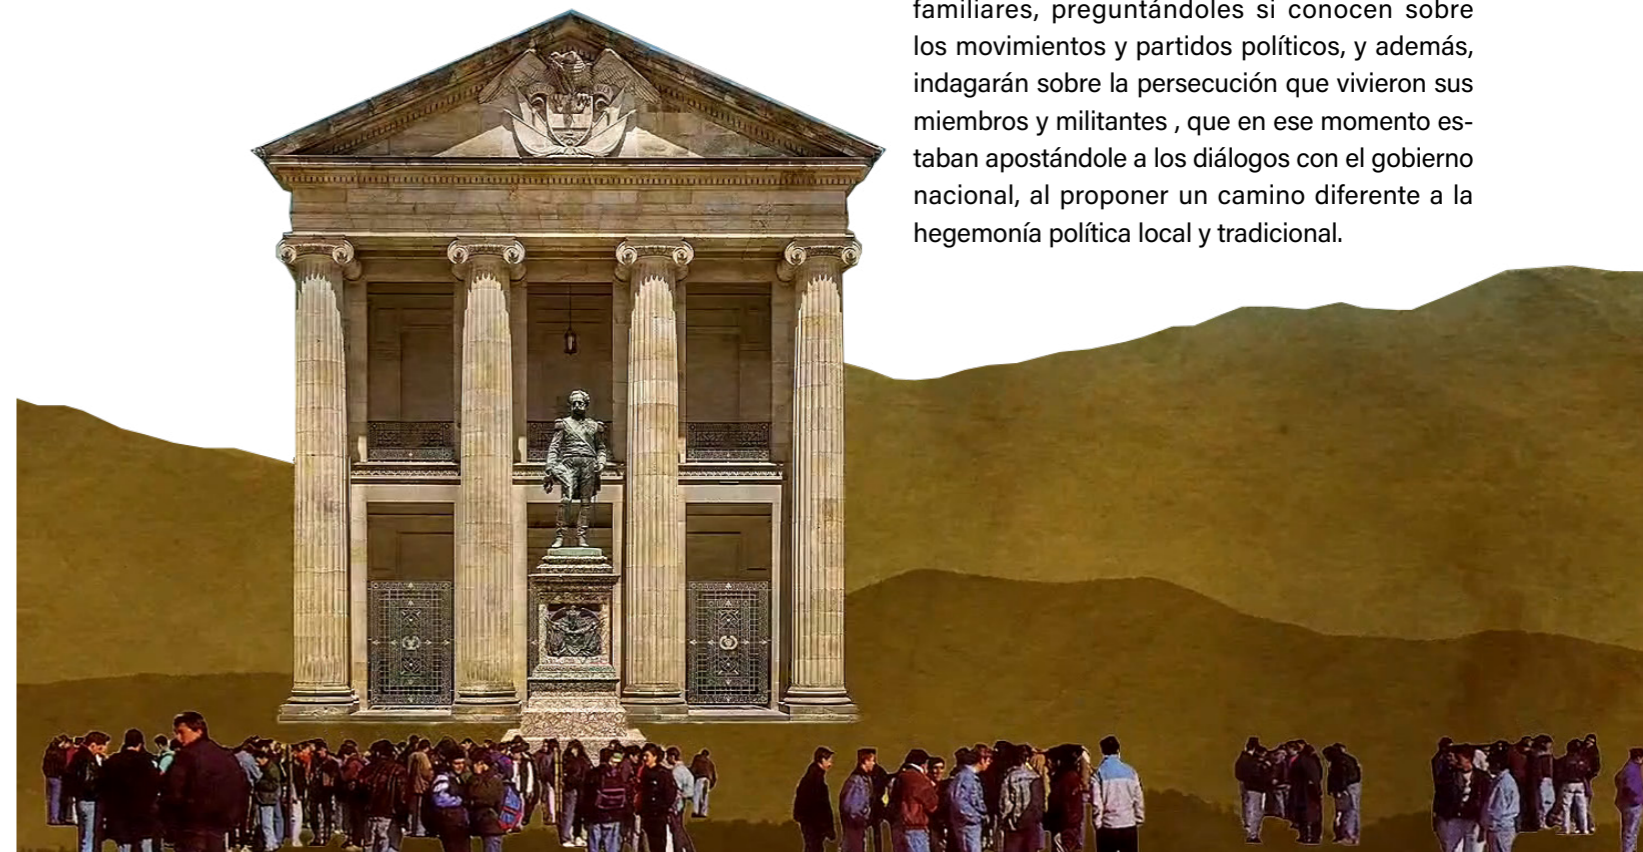 familiares, preguntándoles si conocen sobre
los movimientos y partidos políticos, y además,
indagarán sobre la persecución que vivieron sus
miembros y militantes , que en ese momento es-
taban apostándole a los diálogos con el gobierno
nacional, al proponer un camino diferente a la
hegemonía política local y tradicional.